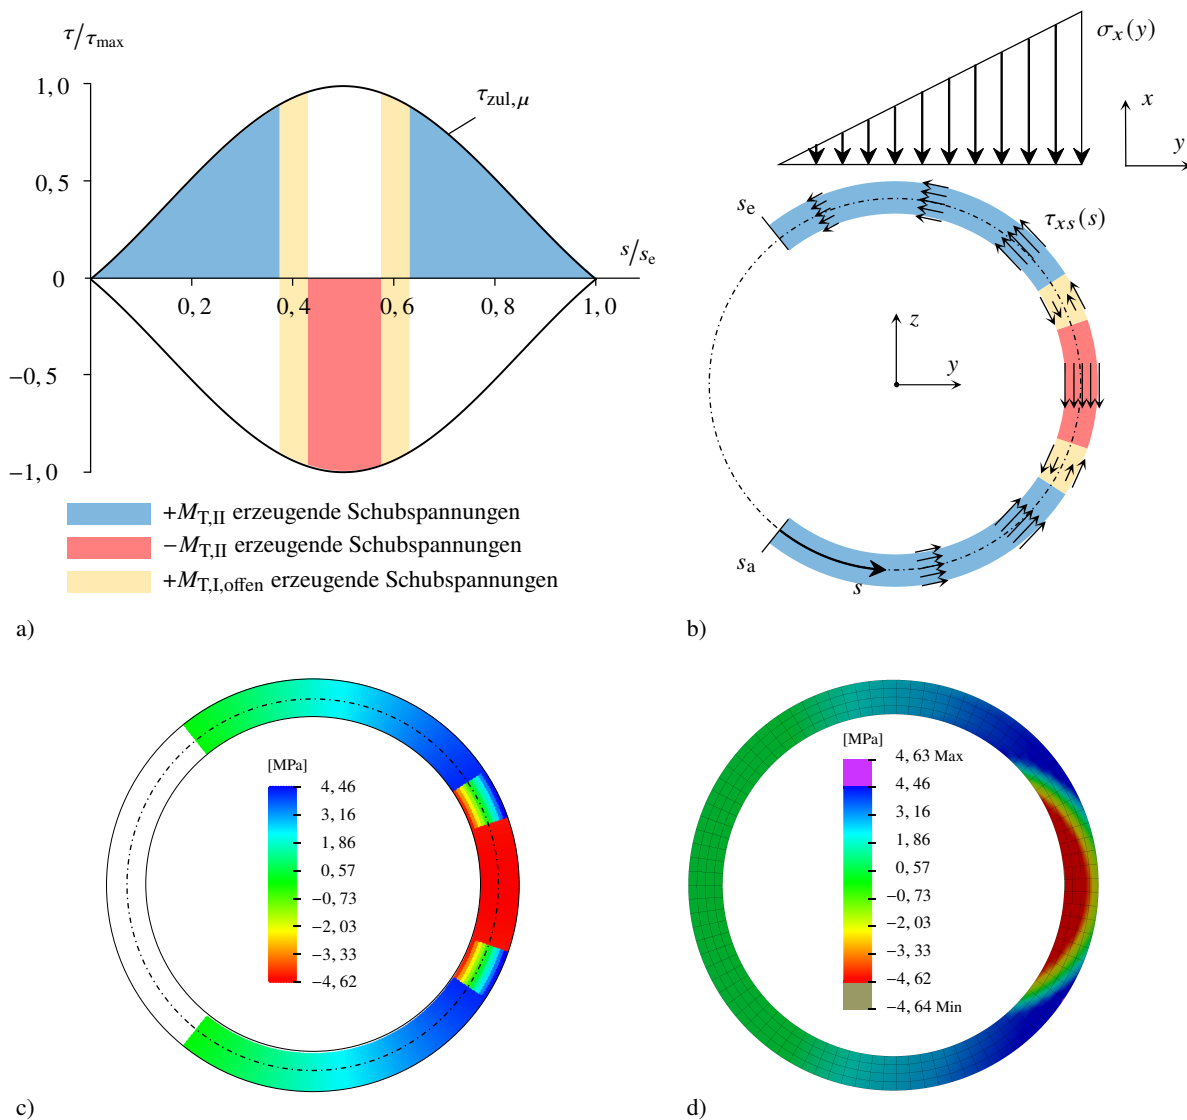 τ/τmax
1,0
0,5
0
−0,5
−1,0
τzul,μ
s/se
0,2
0,4
0,6
0,8
1,0
+MT,II erzeugende Schubspannungen
−MT,II erzeugende Schubspannungen
+MT,I,offen erzeugende Schubspannungen
a)
σx(y)
x
y
se
τxs(s)
z
y
sa
s
b)
[MPa]
4,46
3,16
1,86
0,57
−0,73
−2,03
−3,33
−4,62
c)
[MPa]
4,63 Max
4,46
3,16
1,86
0,57
−0,73
−2,03
−3,33
−4,62
−4,64 Min
d)